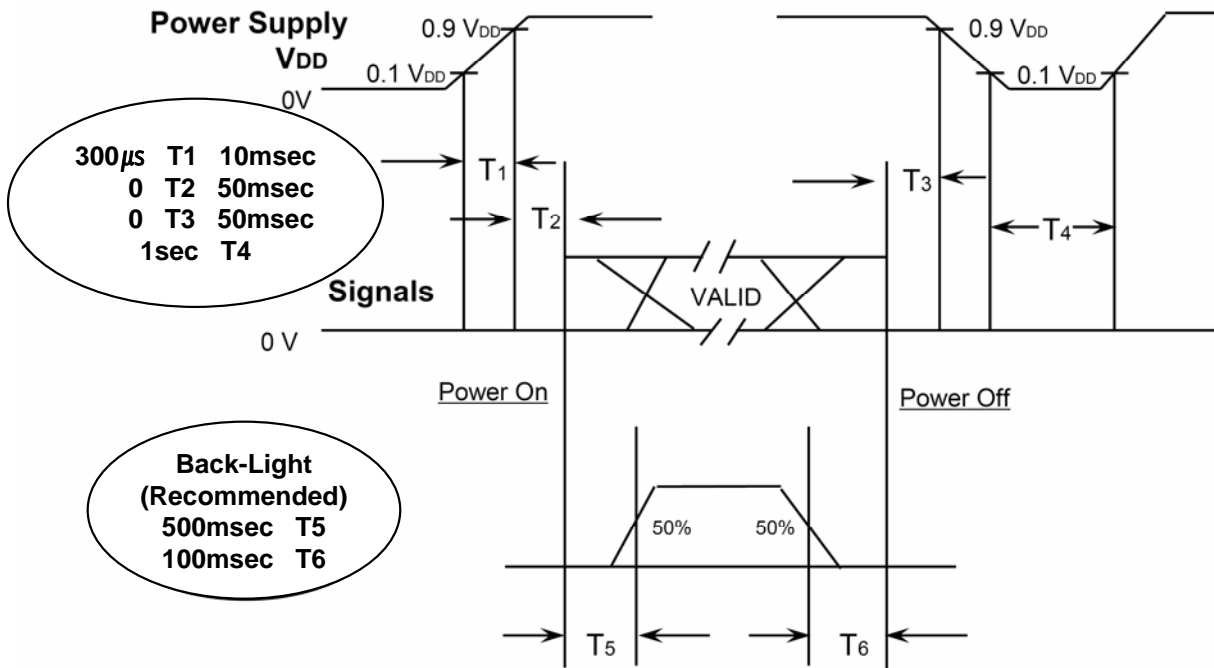 Power Supply
VDD
0.9 VDD
0.1 VDD
0V
0.9 VDD
0.1 VDD
300μs T1 10msec
0 T2 50msec
0 T3 50msec
1sec T4
T1
T2
T3
T4
Signals
VALID
0 V
Power On
Power Off
Back-Light
(Recommended)
500msec T5
100msec T6
50%
50%
T5
T6